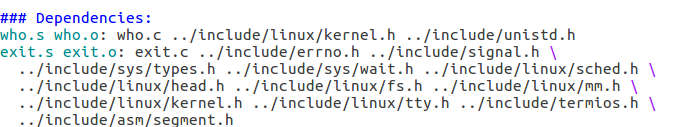 ### Dependencies:
who.s who.o: who.c ../include/linux/kernel.h ../include/unistd.h
exit.s exit.o: exit.c ../include/errno.h ../include/signal.h \
../include/sys/types.h ../include/sys/wait.h ../include/linux/sched.h \
../include/linux/head.h ../include/linux/fs.h ../include/linux/mm.h \
../include/linux/kernel.h ../include/linux/tty.h ../include/termios.h \
../include/asm/segment.h